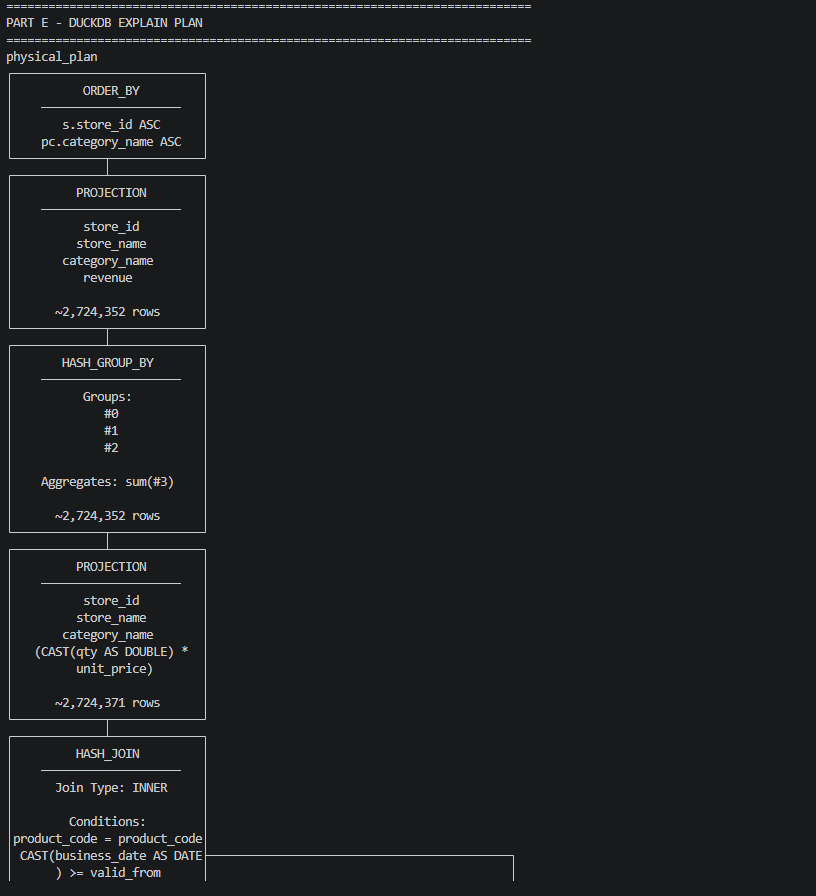 ===========================================================================
PART E - DUCKDB EXPLAIN PLAN
===========================================================================
physical_plan
ORDER_BY
s.store_id ASC
pc.category_name ASC
PROJECTION
store_id
store_name
category_name
revenue
~2,724,352 rows
HASH_GROUP_BY
Groups:
#0
#1
#2
Aggregates: sum(#3)
~2,724,352 rows
PROJECTION
store_id
store_name
category_name
(CAST(qty AS DOUBLE) *
unit_price)
~2,724,371 rows
HASH_JOIN
Join Type: INNER
Conditions:
product_code = product_code
CAST(business_date AS DATE
) >= valid_from